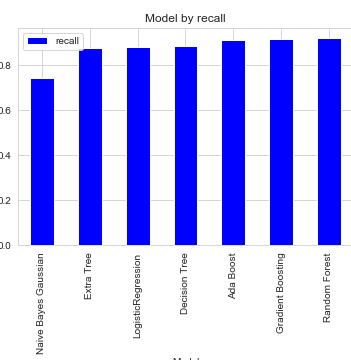 Model by recall
recall
0.8
0.6
0.4
0.2
0.0
Naive Bayes Gaussian
Extra Tree
LogisticRegression
Decision Tree
Ada Boost
Gradient Boosting
Random Forest